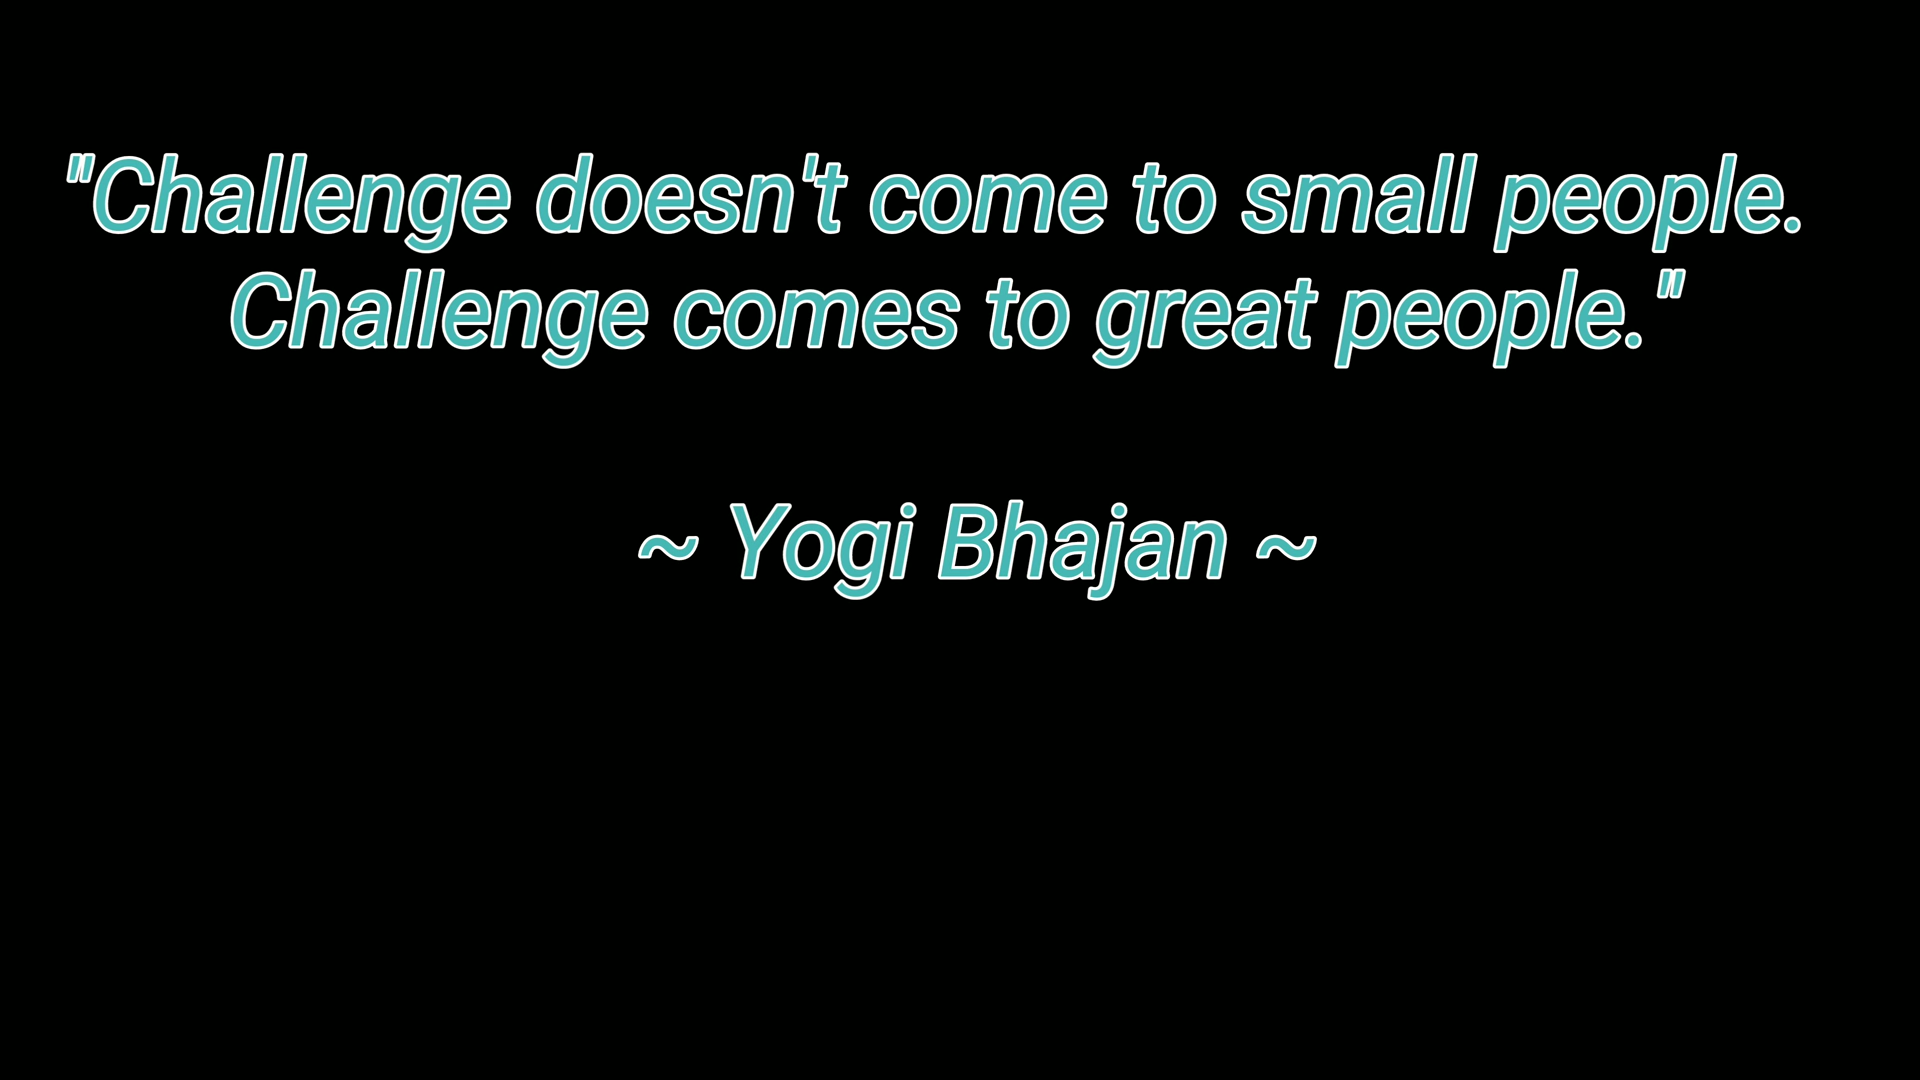 "Challenge doesn't come to small people.
Challenge comes to great people."
~ Yogi Bhajan ~